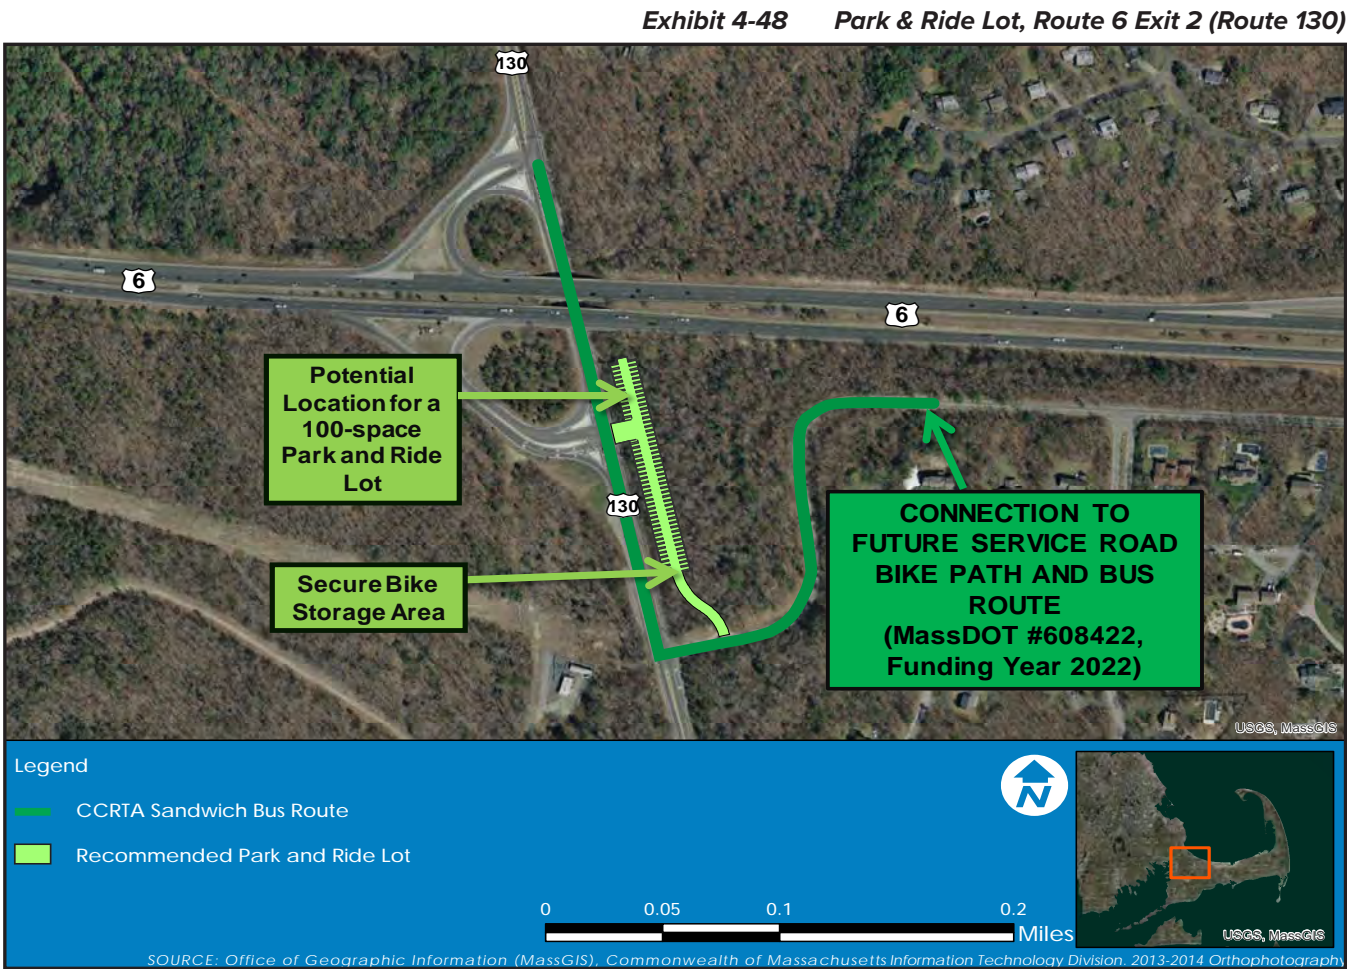 Exhibit 4-48 Park & Ride Lot, Route 6 Exit 2 (Route 130)
130
6
6
Potential
Location for a
100-space
Park and Ride
Lot
130
Secure Bike
Storage Area
CONNECTION TO
FUTURE SERVICE ROAD
BIKE PATH AND BUS
ROUTE
(MassDOT #608422,
Funding Year 2022)
USGS, MassGIS
Legend
CCRTA Sandwich Bus Route
Recommended Park and Ride Lot
N
0 0.05 0.1 0.2
Miles
USGS, MassGIS
SOURCE: Office of Geographic Information (MassGIS), Commonwealth of Massachusetts Information Technology Division. 2013-2014 Orthophotography